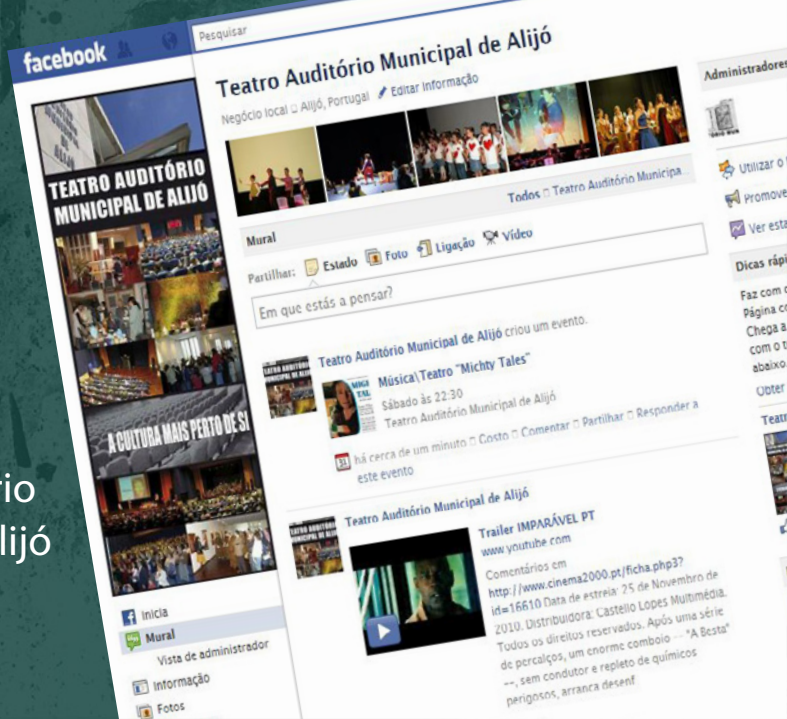 facebook
Pesquisar
Teatro Auditório Municipal de Alijó
Negócio local Alijó, Portugal Editar Informação
TEATRO AUDITÓRIO
MUNICIPAL DE ALIJÓ
A CULTURA MAIS PERTO DE SI
rio
lijó
Inicia
Mural
Vista de administrador
Informação
Fotos
Todos Teatro Auditório Municipa...
Mural
Partilhar: Estado Foto Ligação Vídeo
Em que estás a pensar?
Teatro Auditório Municipal de Alijó criou um evento.
Música\Teatro "Michty Tales"
Sábado às 22:30
Teatro Auditório Municipal de Alijó
31 há cerca de um minuto Costo Comentar Partilhar Responder a
este evento
Teatro Auditório Municipal de Alijó
Trailer IMPARÁVEL PT
www.youtube.com
Comentários em
http://www.cinema2000.pt/ficha.php3?
id=16610 Data de estreia: 25 de Novembro de
2010. Distribuidora: Castello Lopes Multimédia.
Todos os direitos reservados. Após uma série
de percalços, um enorme comboio -- "A Besta"
--, sem condutor e repleto de químicos
perigosos, arranca desenf
Administradores
Utilizar o
Promove
Ver esta
Dicas rápi
Faz com
Página co
Chega a
com o t
abaixo.
Obter
Teatr